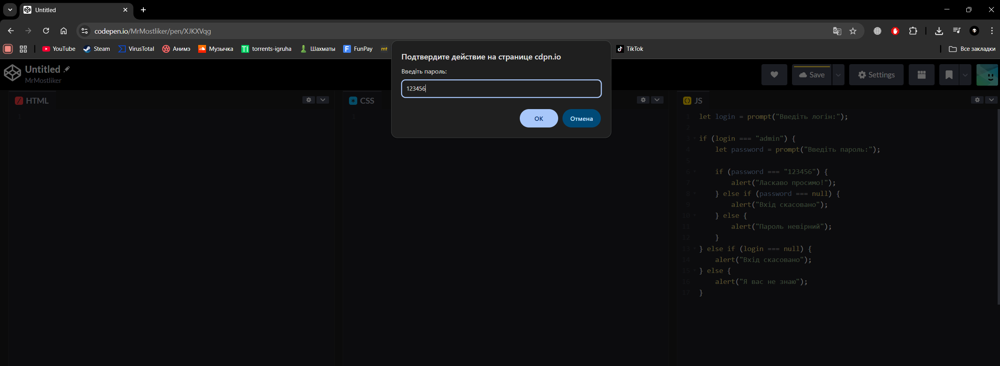 Untitled
codepen.io/MrMostliker/pen/XJKXVqg
YouTube
Steam
VirusTotal
Анимэ
Музычка
TI
torrents-igruha
Шахматы
F
FunPay
mt
TikTok
Все закладки
Untitled
MrMostliker
Save
Settings
Подтвердите действие на странице cdpn.io
Введіть пароль:
123456
ОК
Отмена
HTML
1
CSS
1
JS
1 let login = prompt("Введіть логін:");
2
3 if (login === "admin") {
4 let password = prompt("Введіть пароль:");
5
6 if (password === "123456") {
7 alert("Ласкаво просимо!");
8 } else if (password === null) {
9 alert("Вхід скасовано");
10 } else {
11 alert("Пароль невірний");
12 }
13 } else if (login === null) {
14 alert("Вхід скасовано");
15 } else {
16 alert("Я вас не знаю");
17 }